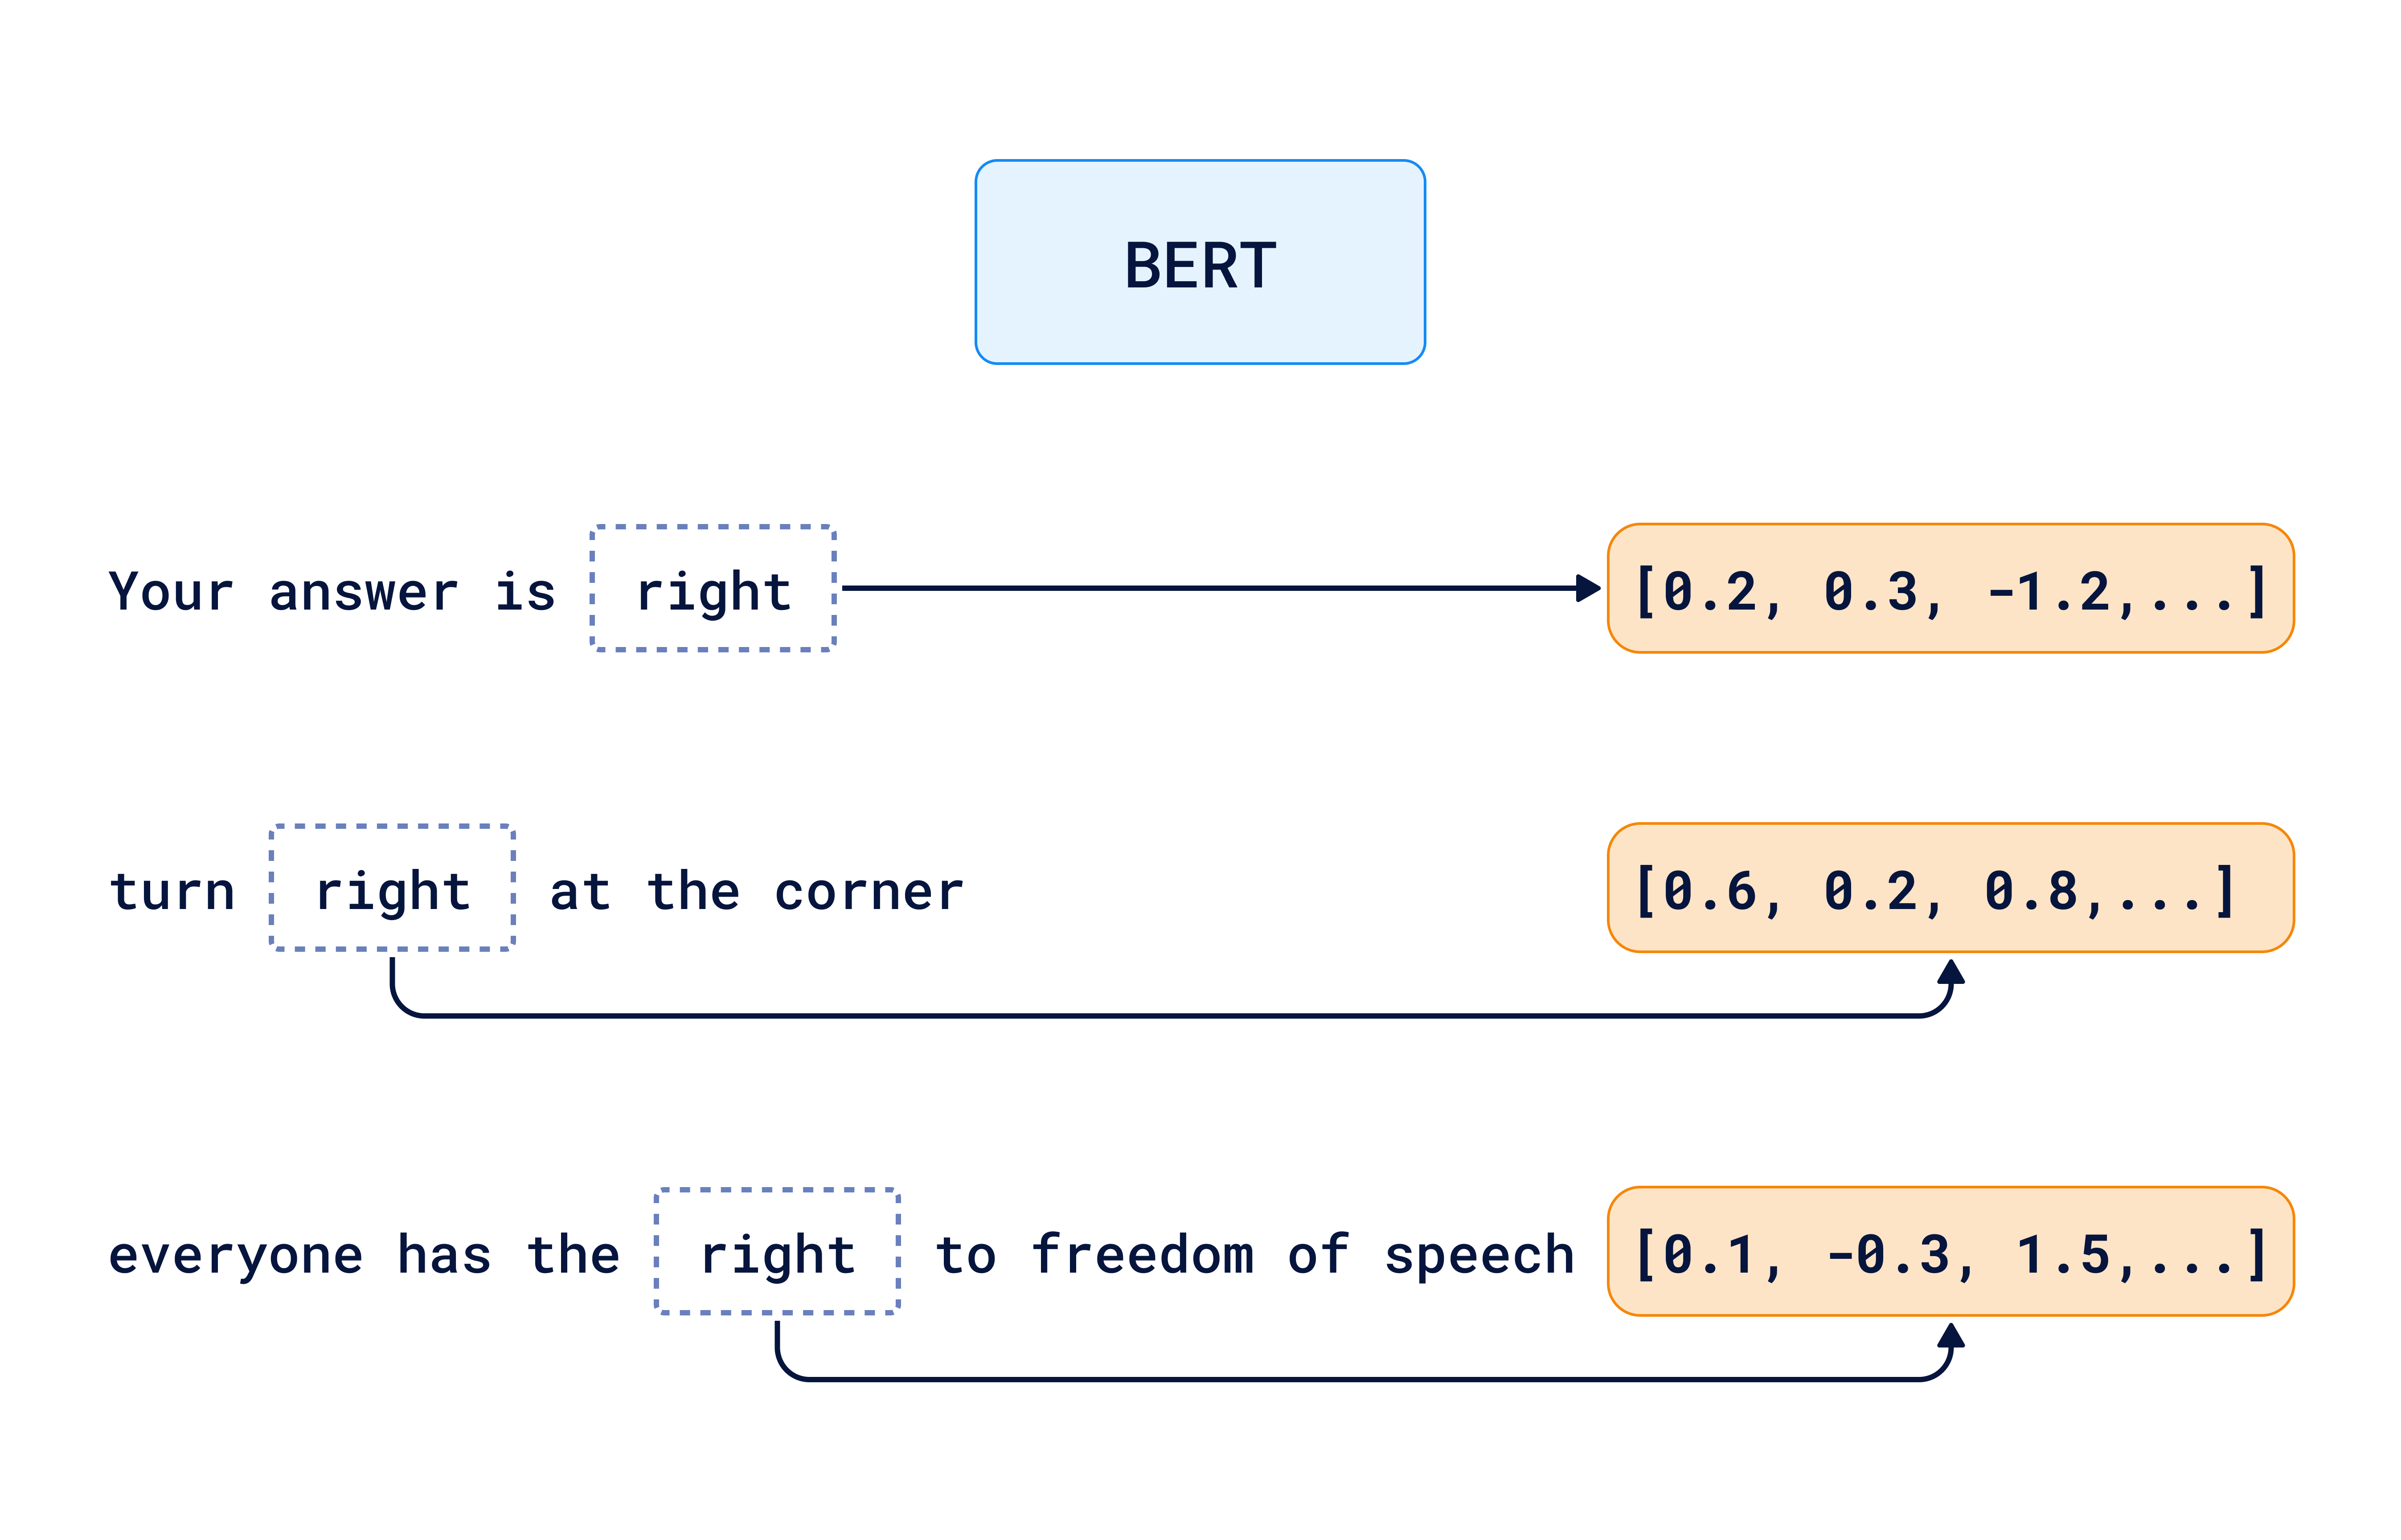 BERT
Your answer is right [0.2, 0.3, -1.2,...]
turn right at the corner [0.6, 0.2, 0.8,...]
everyone has the right to freedom of speech [0.1, -0.3, 1.5,...]